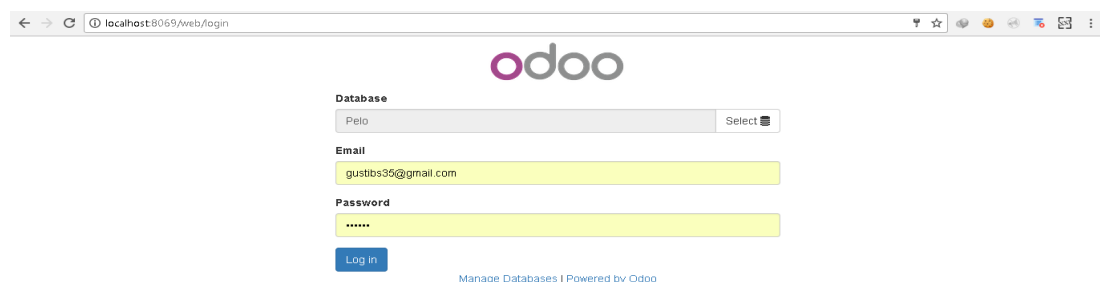 localhost:8069/web/login
odoo
Database
Pelo Select
Email
gustibs35@gmail.com
Password
••••••
Log in
Manage Databases | Powered by Odoo